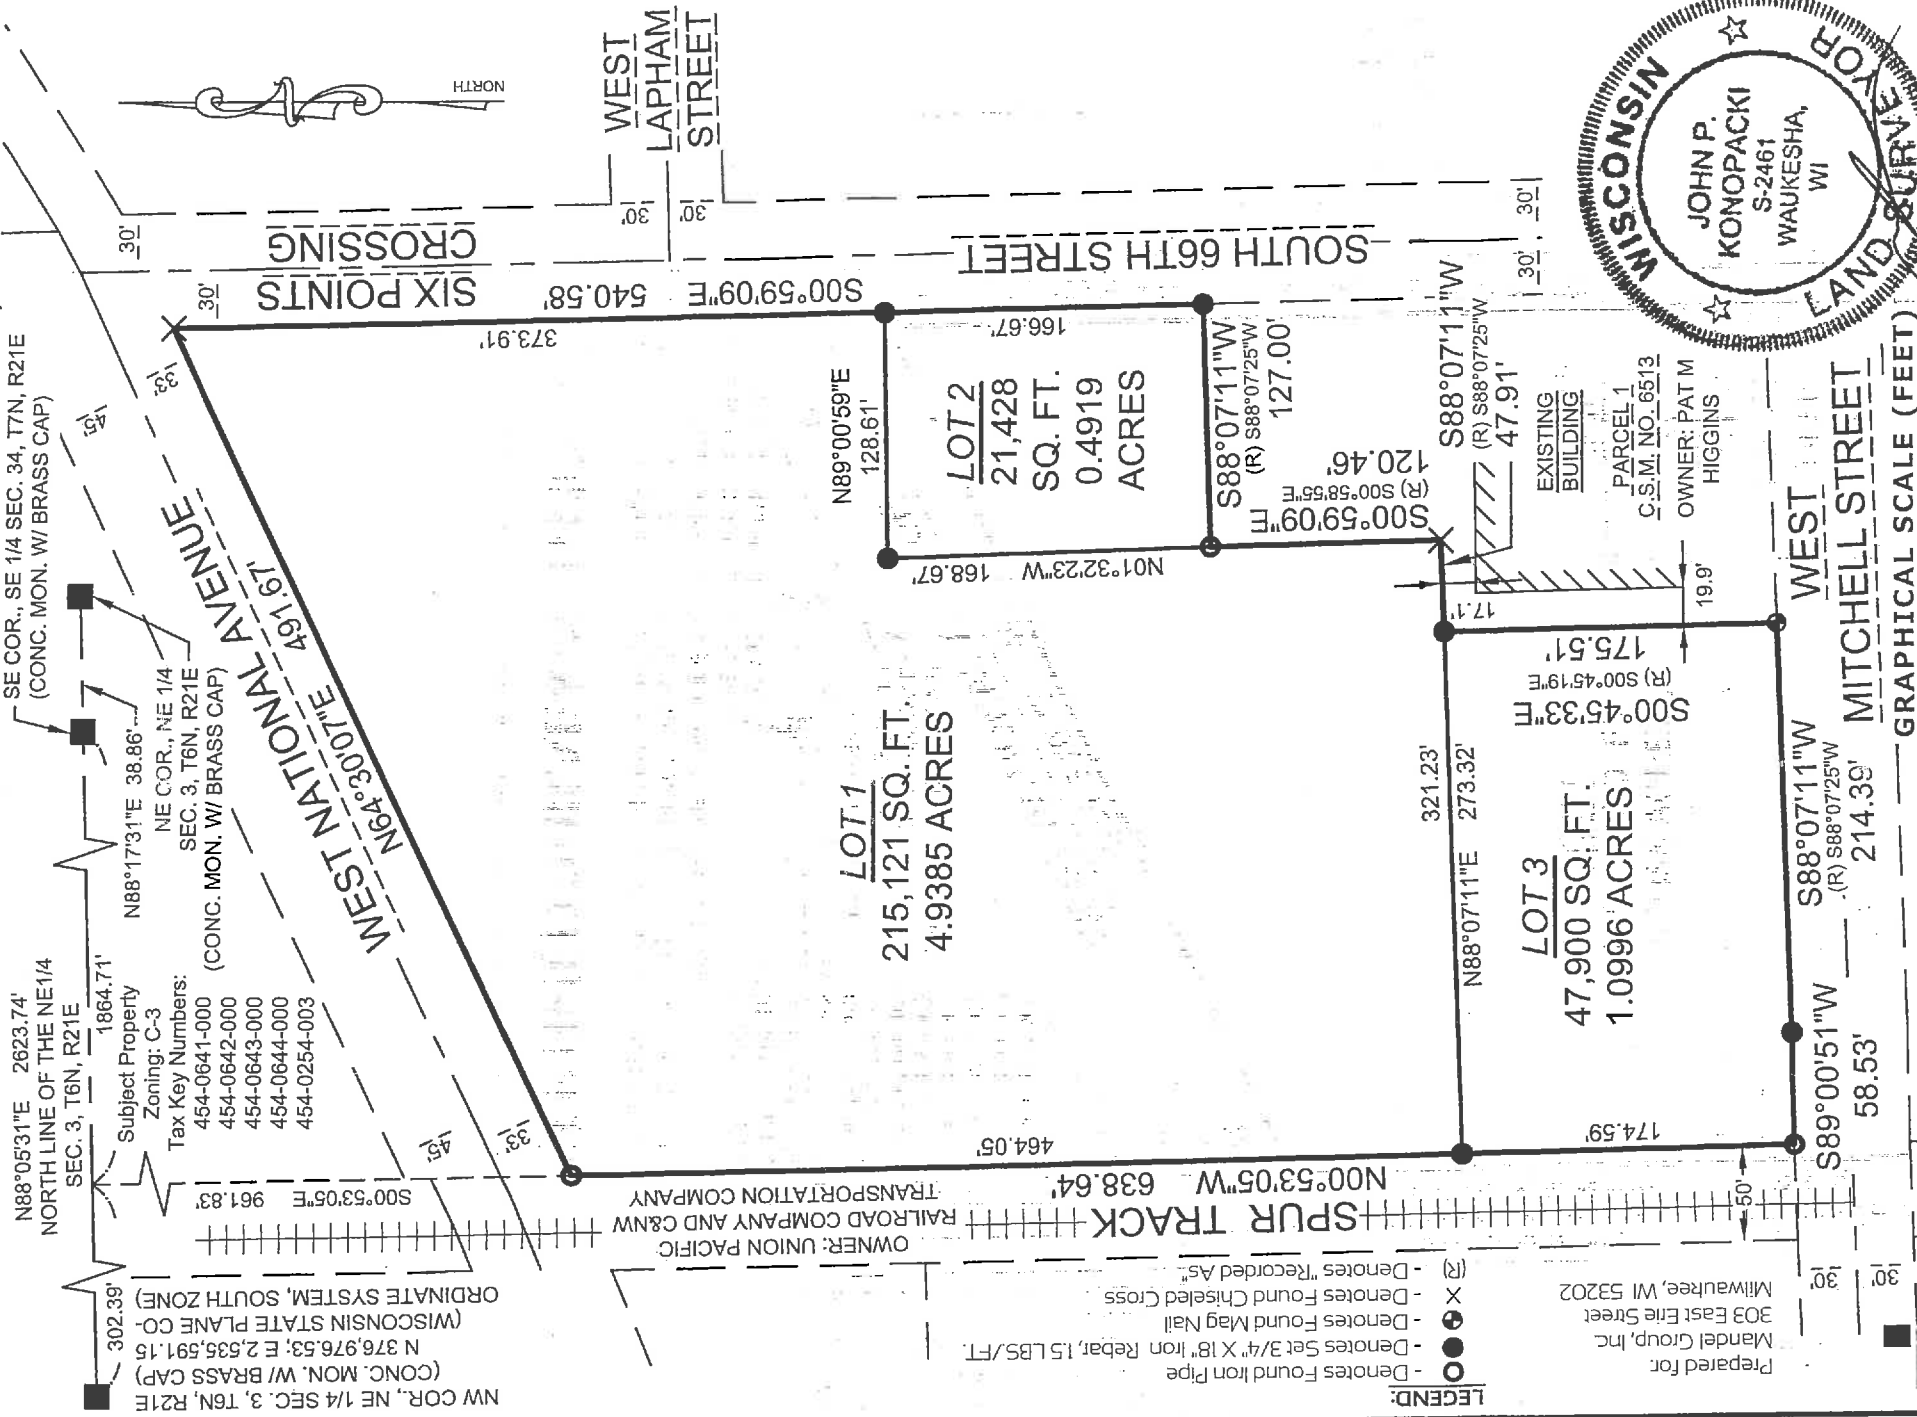 SE COR., SE 1/4 SEC. 34, T7N, R21E
(CONC. MON. W/ BRASS CAP)
N88°17'31"E 38.86'
NE COR., NE 1/4
SEC. 3, T6N, R21E
(CONC. MON. W/ BRASS CAP)
N88°05'31"E 2623.74'
NORTH LINE OF THE NE1/4
SEC. 3, T6N, R21E
1864.71'
302.39'
NW COR., NE 1/4 SEC. 3, T6N, R21E
(CONC. MON. W/ BRASS CAP)
N 376,976.53; E 2,535,591.15
(WISCONSIN STATE PLANE CO-
ORDINATE SYSTEM, SOUTH ZONE)
Subject Property
Zoning: C-3
Tax Key Numbers:
454-0641-000
454-0642-000
454-0643-000
454-0644-000
454-0254-003
S00°53'05"E 961.83'
NORTH
WEST NATIONAL AVENUE
N64°30'07"E 491.67'
45'
33'
45'
33'
WEST
LAPHAM
STREET
30'
30'
SIX POINTS
CROSSING
30'
30'
S00°59'09"E 540.58'
SOUTH 66TH STREET
30'
30'
373.91'
166.67'
N89°00'59"E
128.61'
LOT 2
21,428
SQ. FT.
0.4919
ACRES
N01°32'23"W 168.67'
S88°07'11"W
(R) S88°07'25"W
127.00'
S00°59'09"E
(R) S00°58'55"E
120.46'
S88°07'11"W
(R) S88°07'25"W
47.91'
EXISTING
BUILDING
PARCEL 1
C.S.M. NO. 6513
OWNER: PAT M
HIGGINS
17.1'
19.9'
LOT 1
215,121 SQ. FT.
4.9385 ACRES
321.23'
N88°07'11"E 273.32'
S00°45'33"E
(R) S00°45'19"E
175.51'
LOT 3
47,900 SQ. FT.
1.0996 ACRES
464.05'
174.59'
N00°53'05"W 638.64'
SPUR TRACK
OWNER: UNION PACIFIC
RAILROAD COMPANY AND C&NW
TRANSPORTATION COMPANY
50'
S89°00'51"W
58.53'
S88°07'11"W
(R) S88°07'25"W
214.39'
WEST
MITCHELL STREET
30'
30'
GRAPHICAL SCALE (FEET)
LEGEND:
- Denotes Found Iron Pipe
- Denotes Set 3/4" X 18" Iron Rebar, 1.5 LBS./FT.
- Denotes Found Mag Nail
X - Denotes Found Chiseled Cross
(R) - Denotes "Recorded As"
Prepared for:
Mandel Group, Inc.
303 East Erie Street
Milwaukee, WI 53202
WISCONSIN
JOHN P.
KONOPACKI
S-2461
WAUKESHA,
WI
LAND SURVEYOR